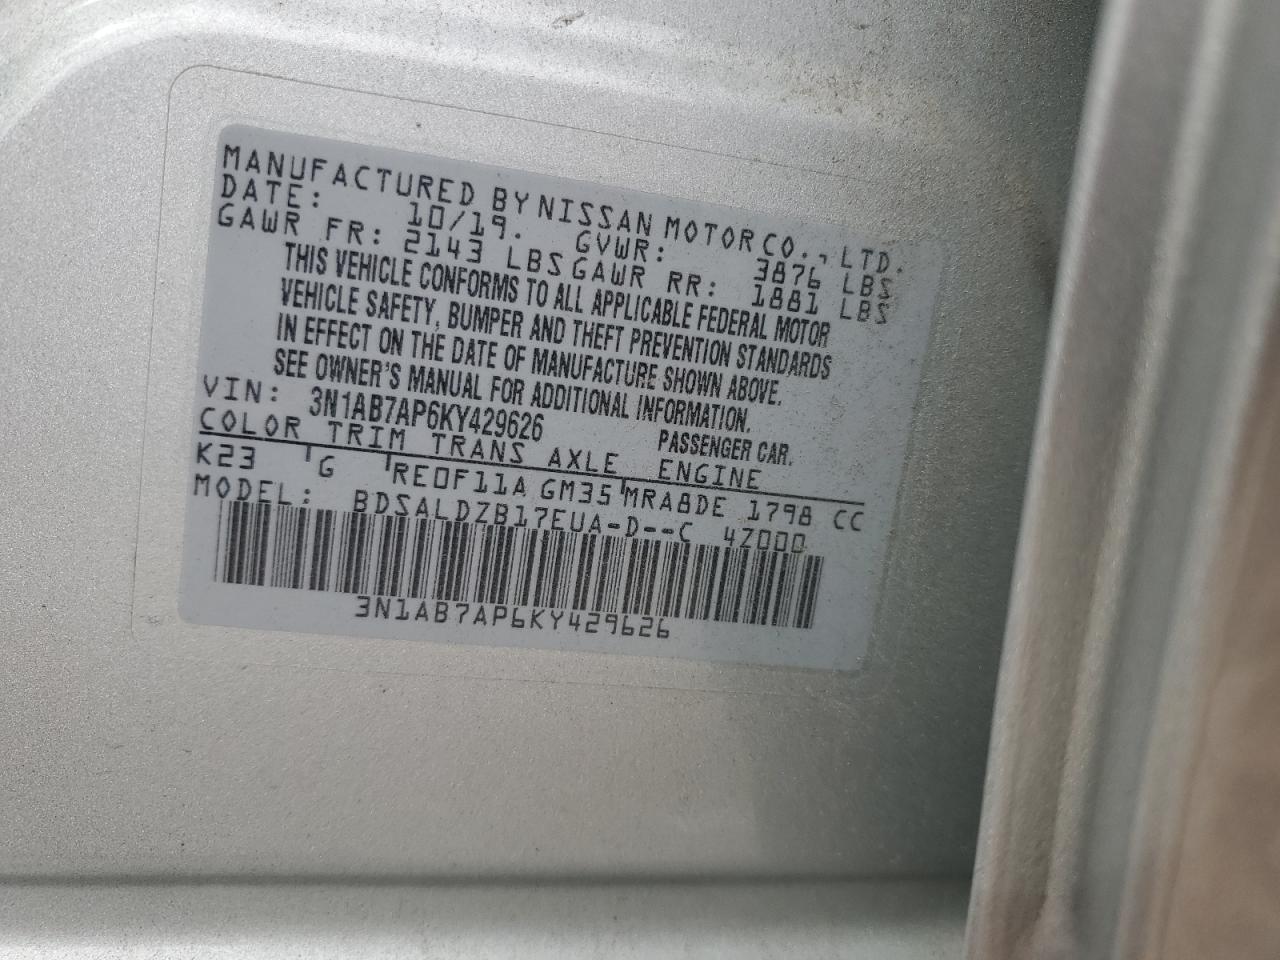 MANUFACTURED BY NISSAN MOTOR CO., LTD.
DATE: 10/19. GVWR: 3876 LBS
GAWR FR: 2143 LBS GAWR RR: 1881 LBS
THIS VEHICLE CONFORMS TO ALL APPLICABLE FEDERAL MOTOR
VEHICLE SAFETY, BUMPER AND THEFT PREVENTION STANDARDS
IN EFFECT ON THE DATE OF MANUFACTURE SHOWN ABOVE.
SEE OWNER'S MANUAL FOR ADDITIONAL INFORMATION.
VIN: 3N1AB7AP6KY429626 PASSENGER CAR.
COLOR TRIM TRANS AXLE ENGINE
K23 G RE0F11A GM35 MRA8DE 1798 CC
MODEL: BDSALDZB17EUA-D--C 4Z000
3N1AB7AP6KY429626